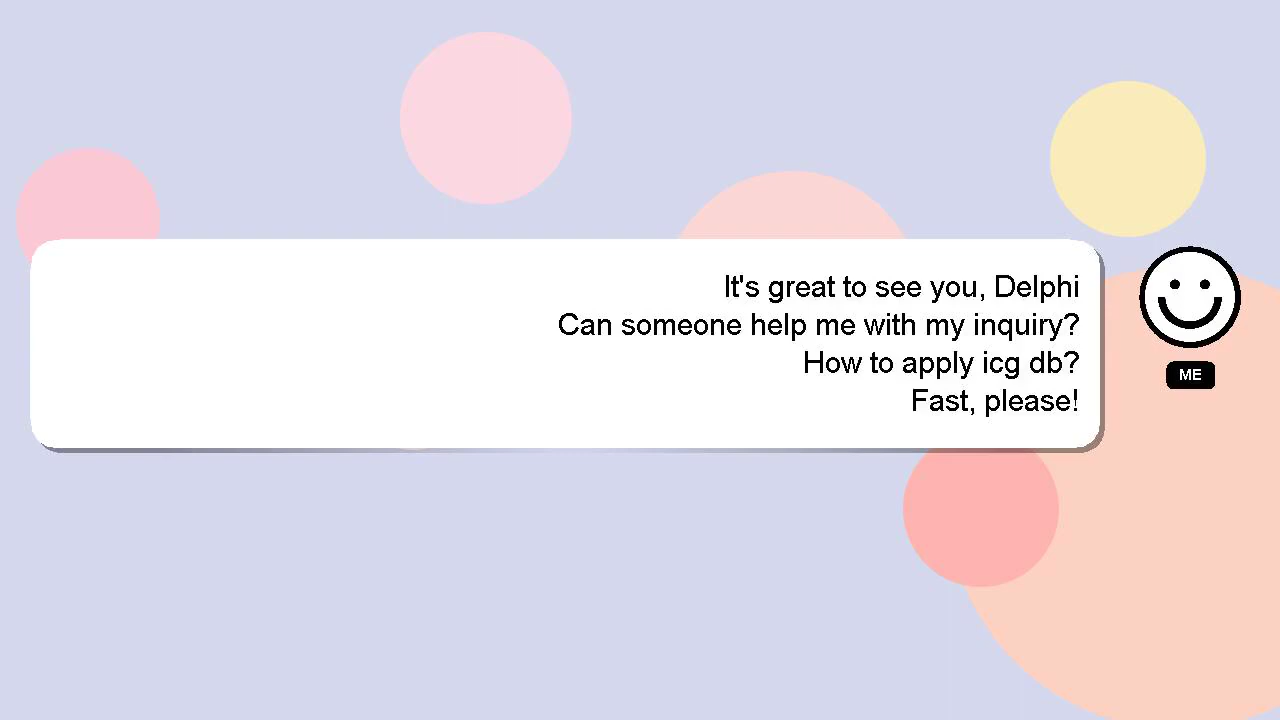 It's great to see you, Delphi
Can someone help me with my inquiry?
How to apply icg db?
Fast, please!
ME